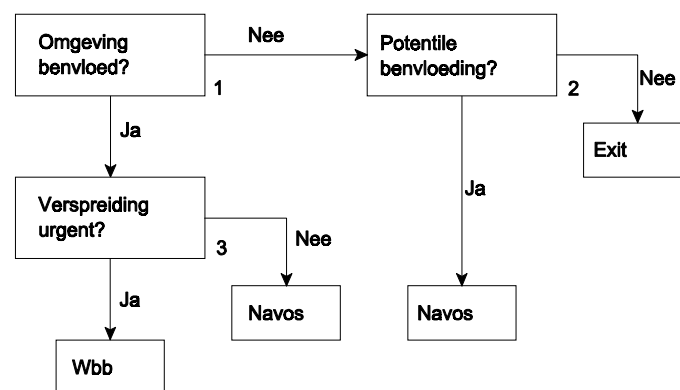 Omgeving
benvloed?
1
Nee
Potentile
benvloeding?
2
Nee
Exit
Ja
Ja
Verspreiding
urgent?
3
Nee
Navos
Navos
Ja
Wbb